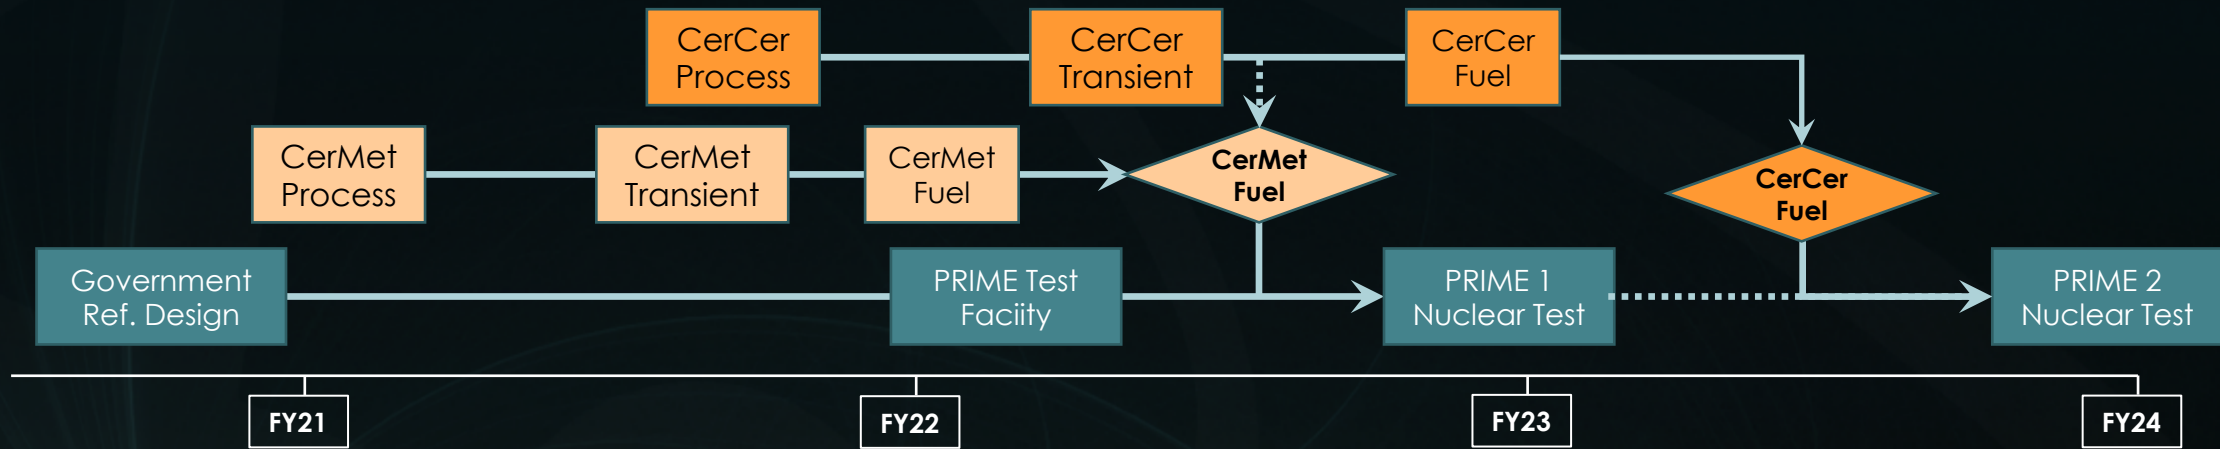 CerCer
Process
CerCer
Transient
CerCer
Fuel
CerMet
Process
CerMet
Transient
CerMet
Fuel
CerMet
Fuel
CerCer
Fuel
Government
Ref. Design
PRIME Test
Faciity
PRIME 1
Nuclear Test
PRIME 2
Nuclear Test
FY21
FY22
FY23
FY24